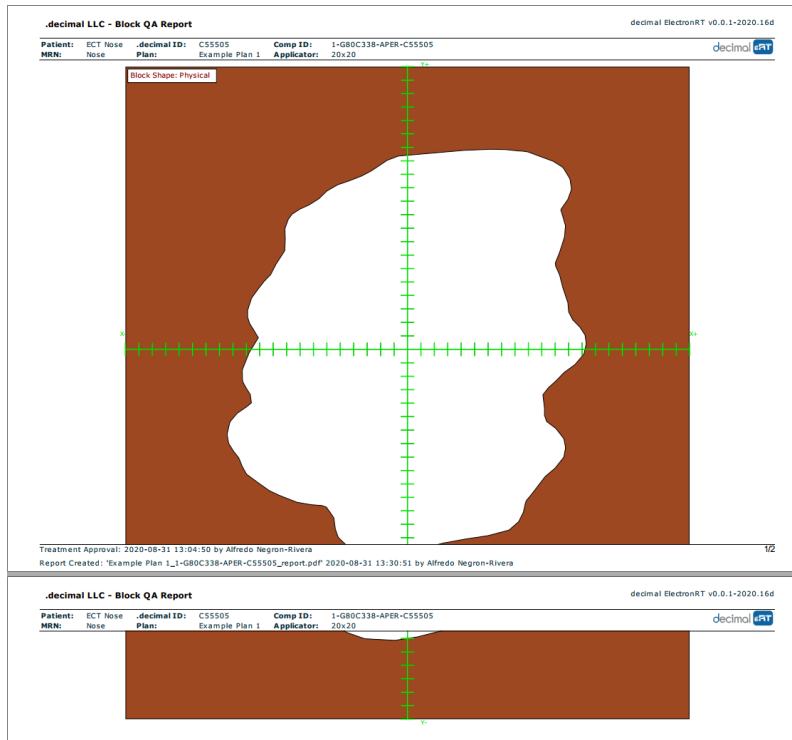 .decimal LLC - Block QA Report
decimal ElectronRT v0.0.1-2020.16d
Patient: ECT Nose .decimal ID: C55505 Comp ID: 1-G80C338-APER-C55505
MRN: Nose Plan: Example Plan 1 Applicator: 20x20
decimal eRT
Y+
Block Shape: Physical
X-
X+
Treatment Approval: 2020-08-31 13:04:50 by Alfredo Negron-Rivera
1/2
Report Created: 'Example Plan 1_1-G80C338-APER-C55505_report.pdf' 2020-08-31 13:30:51 by Alfredo Negron-Rivera
.decimal LLC - Block QA Report
decimal ElectronRT v0.0.1-2020.16d
Patient: ECT Nose .decimal ID: C55505 Comp ID: 1-G80C338-APER-C55505
MRN: Nose Plan: Example Plan 1 Applicator: 20x20
decimal eRT
Y-